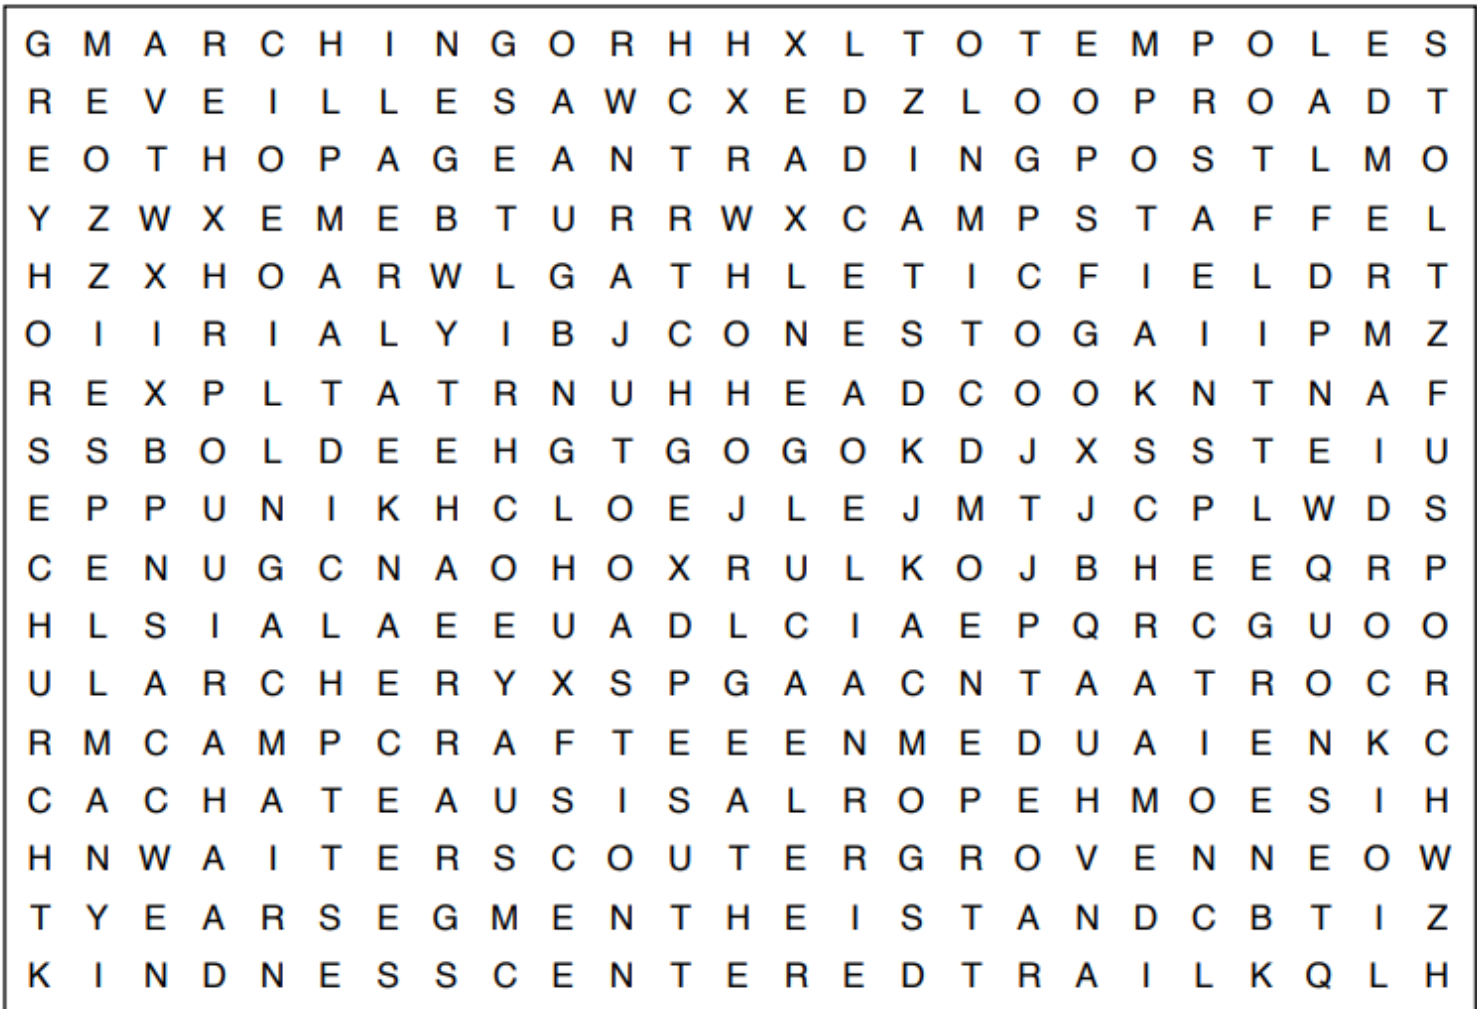 G M A R C H I N G O R H H X L T O T E M P O L E S
R E V E I L L E S A W C X E D Z L O O P R O A D T
E O T H O P A G E A N T R A D I N G P O S T L M O
Y Z W X E M E B T U R R W X C A M P S T A F F E L
H Z X H O A R W L G A T H L E T I C F I E L D R T
O I I R I A L Y I B J C O N E S T O G A I I P M Z
R E X P L T A T R N U H H E A D C O O K N T N A F
S S B O L D E E H G T G O G O K D J X S S T E I U
E P P U N I K H C L O E J L E J M T J C P L W D S
C E N U G C N A O H O X R U L K O J B H E E Q R P
H L S I A L A E E U A D L C I A E P Q R C G U O O
U L A R C H E R Y X S P G A A C N T A A T R O C R
R M C A M P C R A F T E E E N M E D U A I E N K C
C A C H A T E A U S I S A L R O P E H M O E S I H
H N W A I T E R S C O U T E R G R O V E N N E O W
T Y E A R S E G M E N T H E I S T A N D C B T I Z
K I N D N E S S C E N T E R E D T R A I L K Q L H